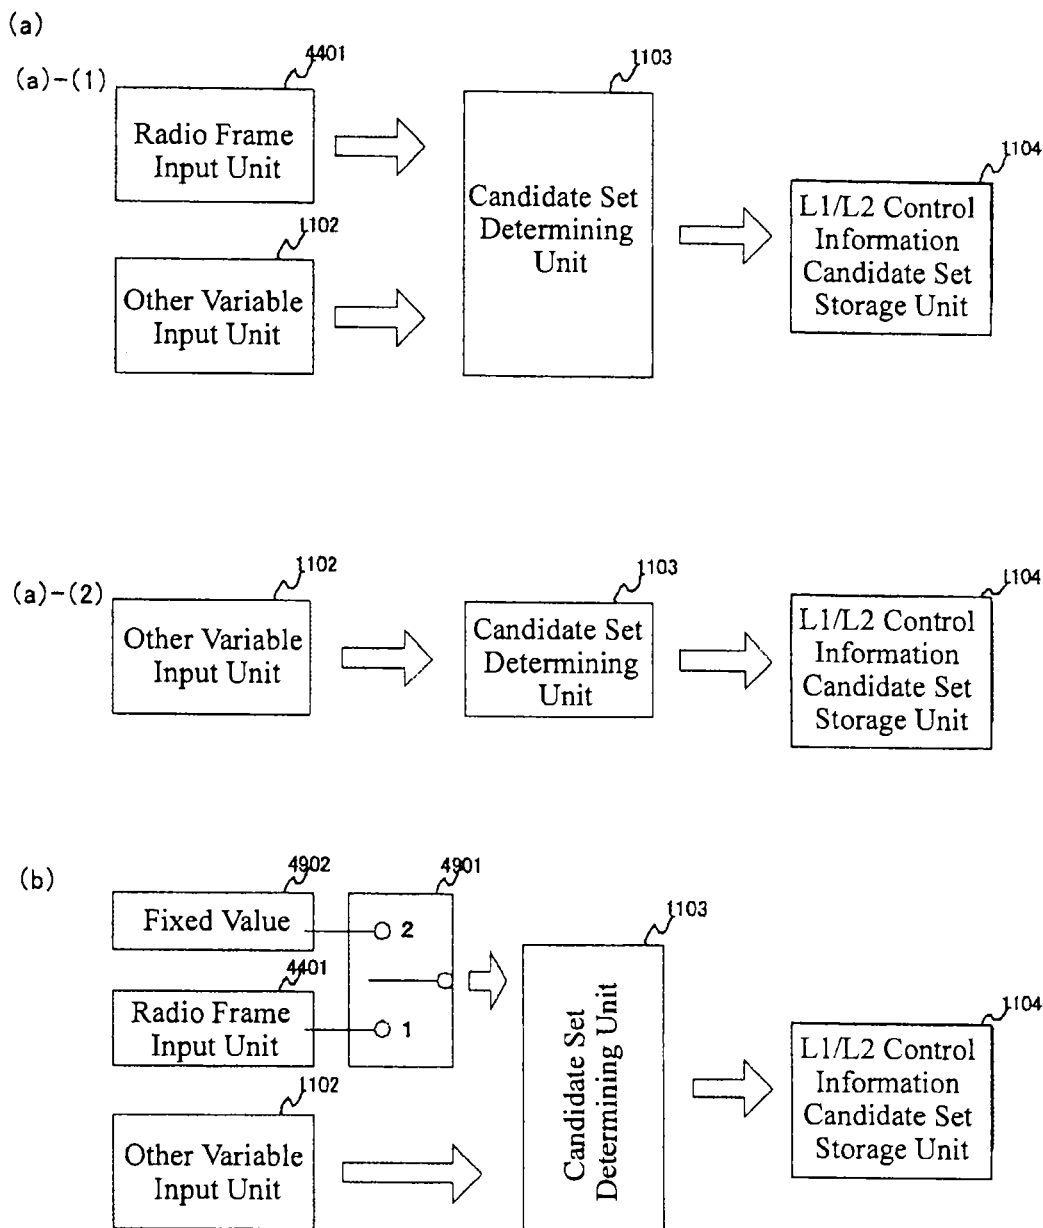 (a)
(a)-(1)
4401
Radio Frame
Input Unit
1102
Other Variable
Input Unit
1103
Candidate Set
Determining
Unit
1104
L1/L2 Control
Information
Candidate Set
Storage Unit
(a)-(2)
1102
Other Variable
Input Unit
1103
Candidate Set
Determining
Unit
1104
L1/L2 Control
Information
Candidate Set
Storage Unit
(b)
4902
Fixed Value
4401
Radio Frame
Input Unit
4901
2
1
1102
Other Variable
Input Unit
1103
Candidate Set
Determining Unit
1104
L1/L2 Control
Information
Candidate Set
Storage Unit